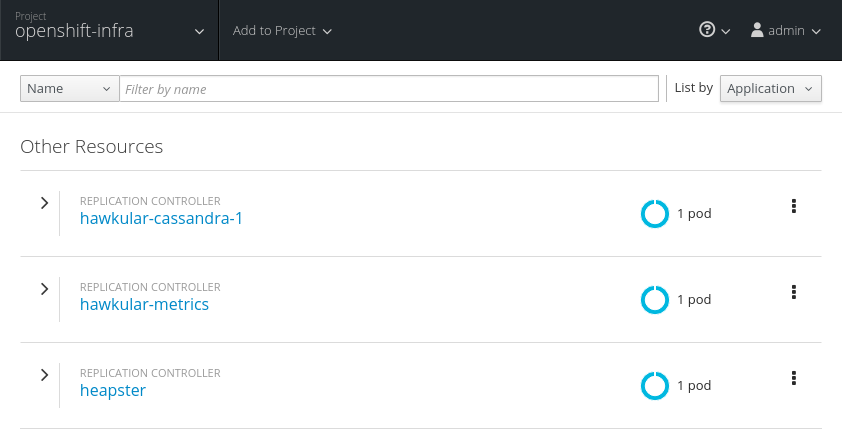 Project
openshift-infra
Add to Project
admin
Name
Filter by name
List by
Application
Other Resources
REPLICATION CONTROLLER
hawkular-cassandra-1
1 pod
REPLICATION CONTROLLER
hawkular-metrics
1 pod
REPLICATION CONTROLLER
heapster
1 pod